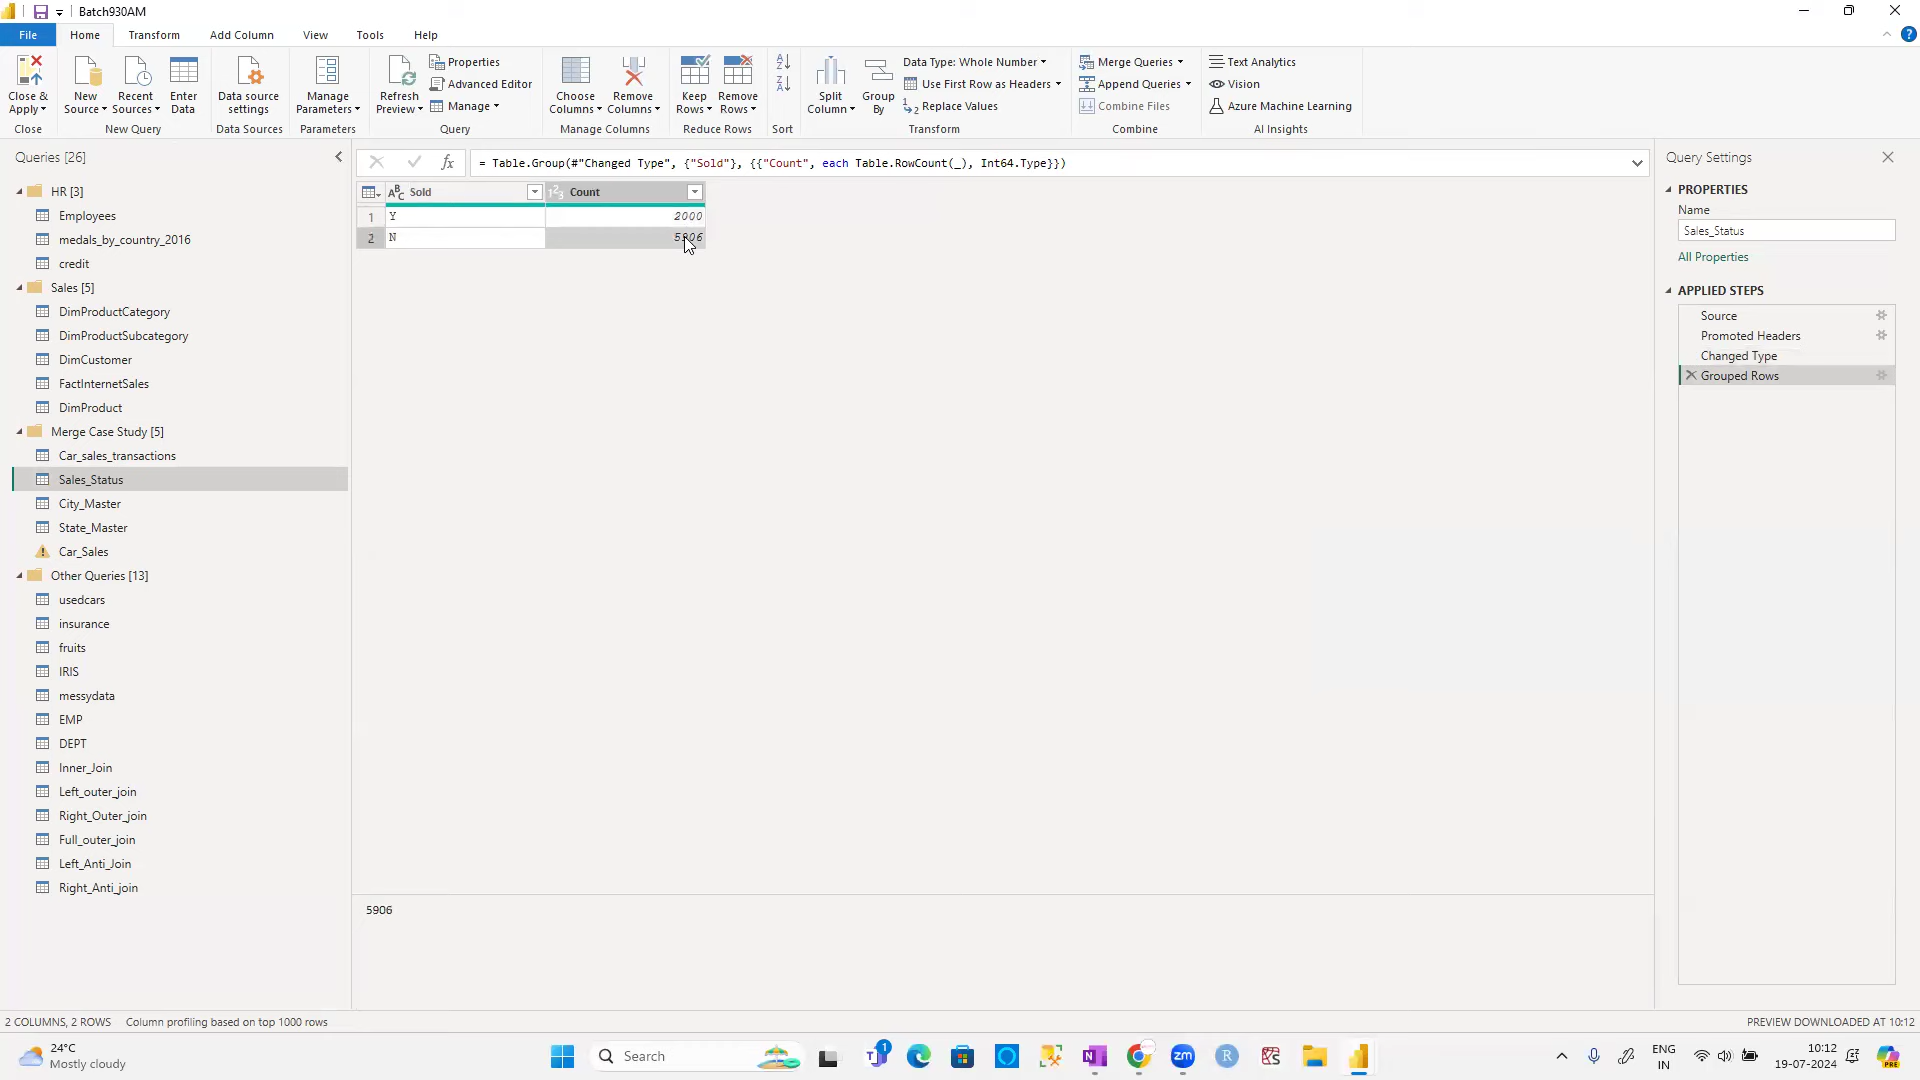 Batch930AM
File Home Transform Add Column View Tools Help
Close & Apply
New Source
Recent Sources
Enter Data
Data source settings
Manage Parameters
Refresh Preview
Properties
Advanced Editor
Manage
Choose Columns
Remove Columns
Keep Rows
Remove Rows
Split Column
Group By
Data Type: Whole Number
Use First Row as Headers
Replace Values
Merge Queries
Append Queries
Combine Files
Text Analytics
Vision
Azure Machine Learning
Close New Query Data Sources Parameters Query Manage Columns Reduce Rows Sort Transform Combine AI Insights
Queries [26]
HR [3]
Employees
medals_by_country_2016
credit
Sales [5]
DimProductCategory
DimProductSubcategory
DimCustomer
FactInternetSales
DimProduct
Merge Case Study [5]
Car_sales_transactions
Sales_Status
City_Master
State_Master
Car_Sales
Other Queries [13]
usedcars
insurance
fruits
IRIS
messydata
EMP
DEPT
Inner_Join
Left_outer_join
Right_Outer_join
Full_outer_join
Left_Anti_Join
Right_Anti_join
fx = Table.Group(#"Changed Type", {"Sold"}, {{"Count", each Table.RowCount(_), Int64.Type}})
ABC Sold 123 Count
1 Y 2000
2 N 5906
5906
Query Settings
PROPERTIES
Name
Sales_Status
All Properties
APPLIED STEPS
Source
Promoted Headers
Changed Type
Grouped Rows
2 COLUMNS, 2 ROWS Column profiling based on top 1000 rows PREVIEW DOWNLOADED AT 10:12
24°C
Mostly cloudy
Search
ENG
IN
10:12
19-07-2024